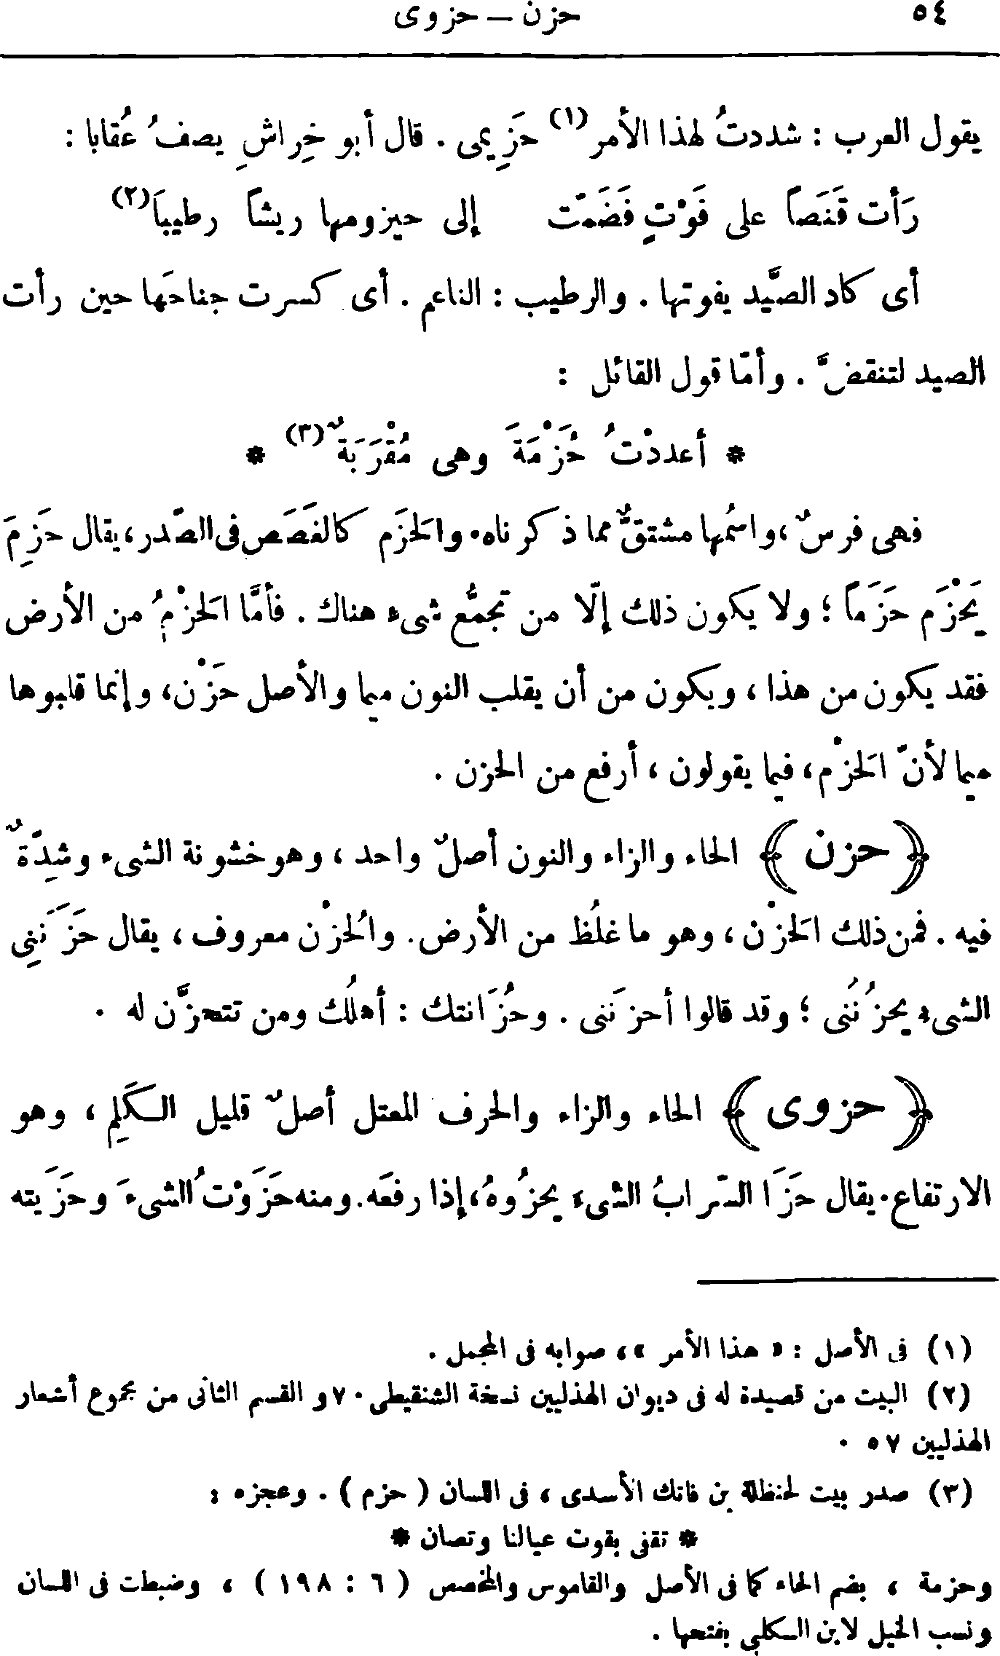 ٥٤ حزن – حزوى
يقول العرب : شددتُ لهذا الأمر(١) حَزِيمى . قال أبو خِراشٍ يصفُ عُقابا :
رَأت قَنَصاً على فَوْتٍ فَضَمّت إلى حيزومها ريشاً رطيبا(٢)
أى كاد الصَّيد يفوتها . والرطيب : الناعم . أى كسرت جناحَها حين رأت
الصيد لتنقضَّ . وأمّا قول القائل :
* أعددْتُ حُزْمَةَ وهى مُقْرَبَةٌ(٣) *
فهى فرسٌ، واسمُها مشتقٌّ مما ذكرناه. والحَزَم كالغَصَص فى الصّدر، يقال حَزِمَ
يَحْزَم حَزَماً ؛ ولا يكون ذلك إلّا من تجمُّع شىء هناك . فأمَّا الحَزْمُ من الأرض
فقد يكون من هذا ، ويكون من أن يقلب النون ميما والأصل حَزْن، وإنما قلبوها
ميما لأنّ الحَزْم، فيما يقولون ، أرفع من الحزن .
﴿ حزن ﴾ الحاء والزاء والنون أصلٌ واحد ، وهو خشونة الشىء وشِدّةٌ
فيه . فمن ذلك الحَزْن ، وهو ما غلُظ من الأرض. والحُزْن معروف ، يقال حَزَنَنِى
الشىء يحزُنُنى ؛ وقد قالوا أحزَننى . وحُزَانتك : أهلُك ومن تتحزَّن له .
﴿ حزوى ﴾ الحاء والزاء والحرف المعتل أصلٌ قليل الكَلِم ، وهو
الارتفاع. يقال حَزَا السّرابُ الشىءَ يحزُوهُ، إذا رفعَه. ومنه حَزَوْتُ الشىءَ وحَزَيته
(١) فى الأصل : « هذا الأمر »، صوابه فى المجمل .
(٢) البيت من قصيدة له فى ديوان الهذليين نسخة الشنقيطى ٧٠ و القسم الثانى من مجموع أشعار
الهذليين ٥٧ .
(٣) صدر بيت لحنظلة بن فاتك الأسدى ، فى اللسان ( حزم ) . وعجزه :
* تقفى بقوت عيالنا وتصان *
وحزمة ، بضم الحاء كما فى الأصل والقاموس والمخصص ( ٦ : ١٩٨ ) ، وضبطت فى اللسان
ونسب الخيل لابن الكلبي بفتحها .